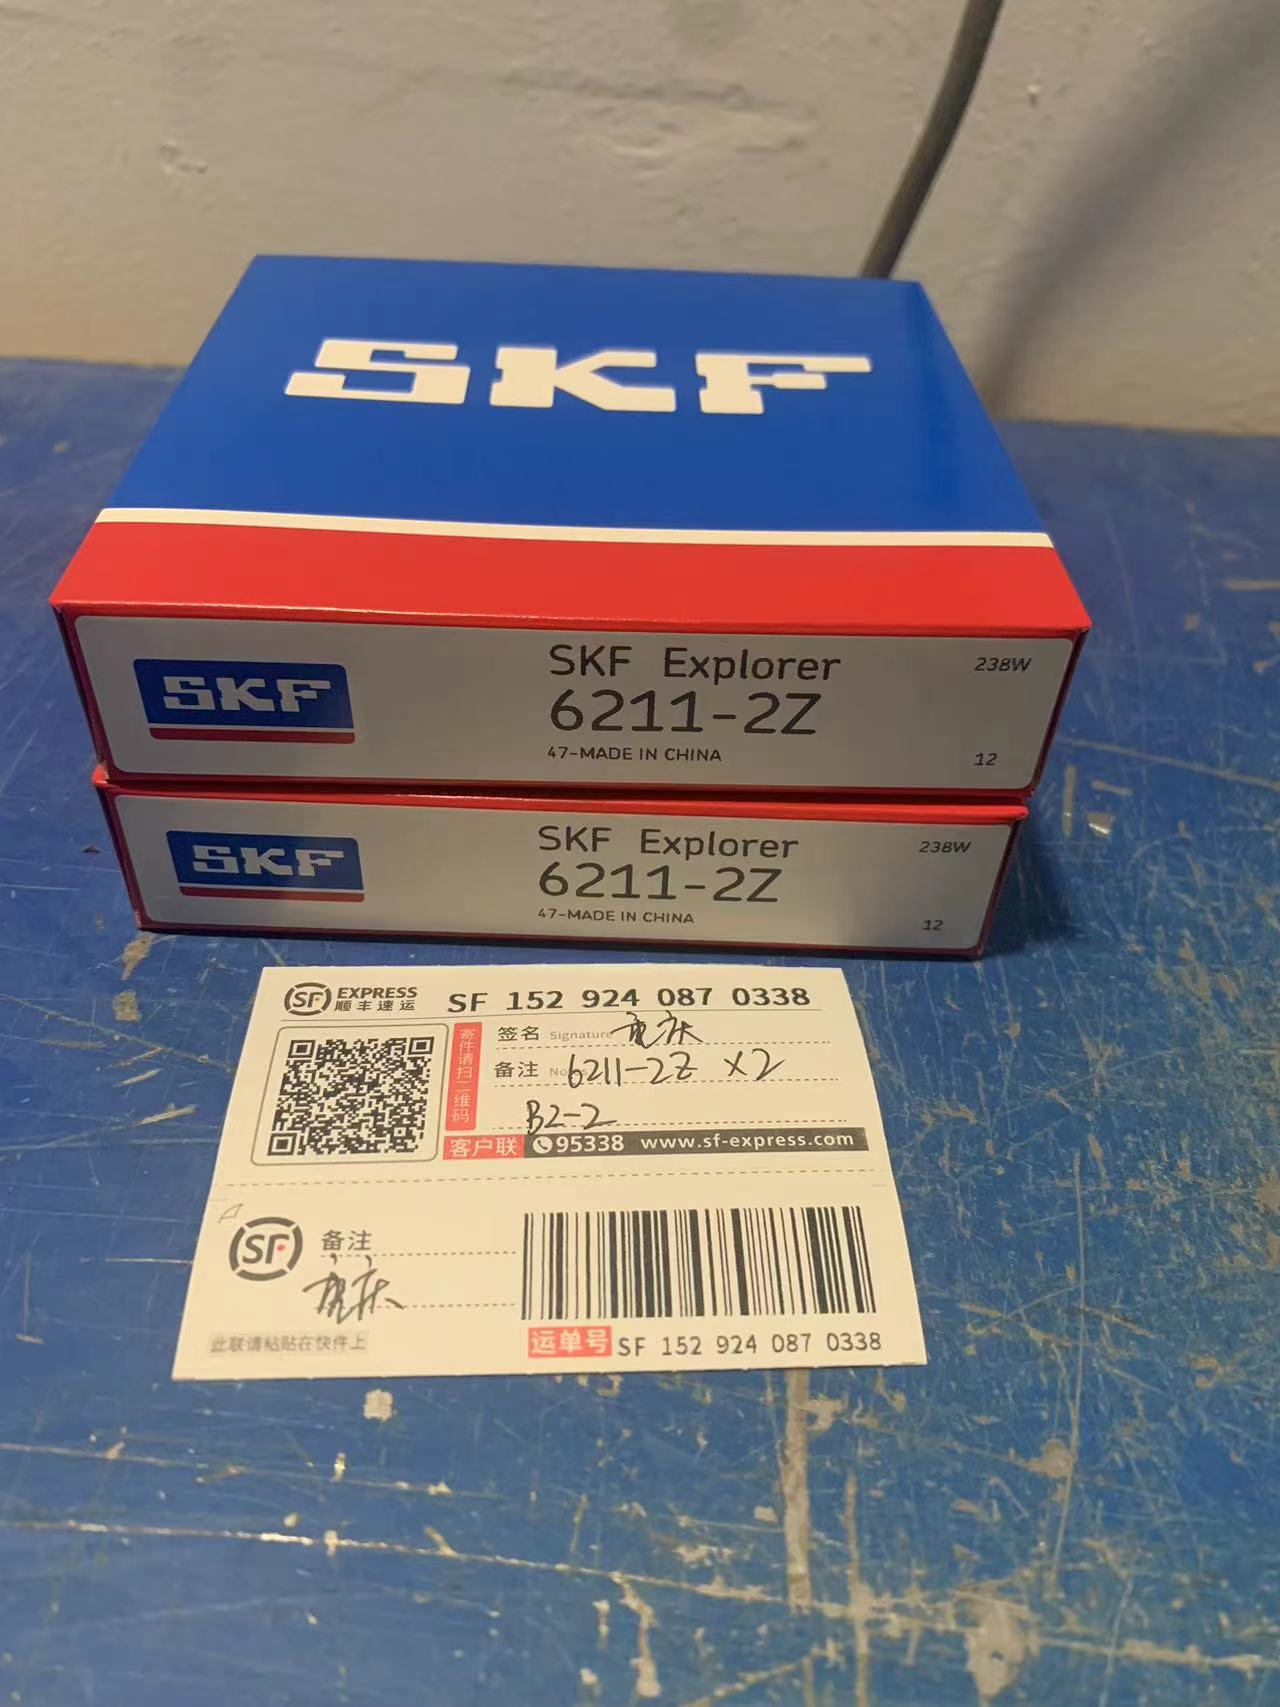 SKF
SKF
SKF Explorer
238W
6211-2Z
47-MADE IN CHINA
12
SKF
SKF Explorer
238W
6211-2Z
47-MADE IN CHINA
12
SF EXPRESS
顺丰速运
SF 152 924 087 0338
寄件请扫二维码
签名 Signature 重庆
备注 6211-2Z X2
B2-2
客户联 95338 www.sf-express.com
SF 备注
重庆
此联请粘贴在快件上
运单号 SF 152 924 087 0338